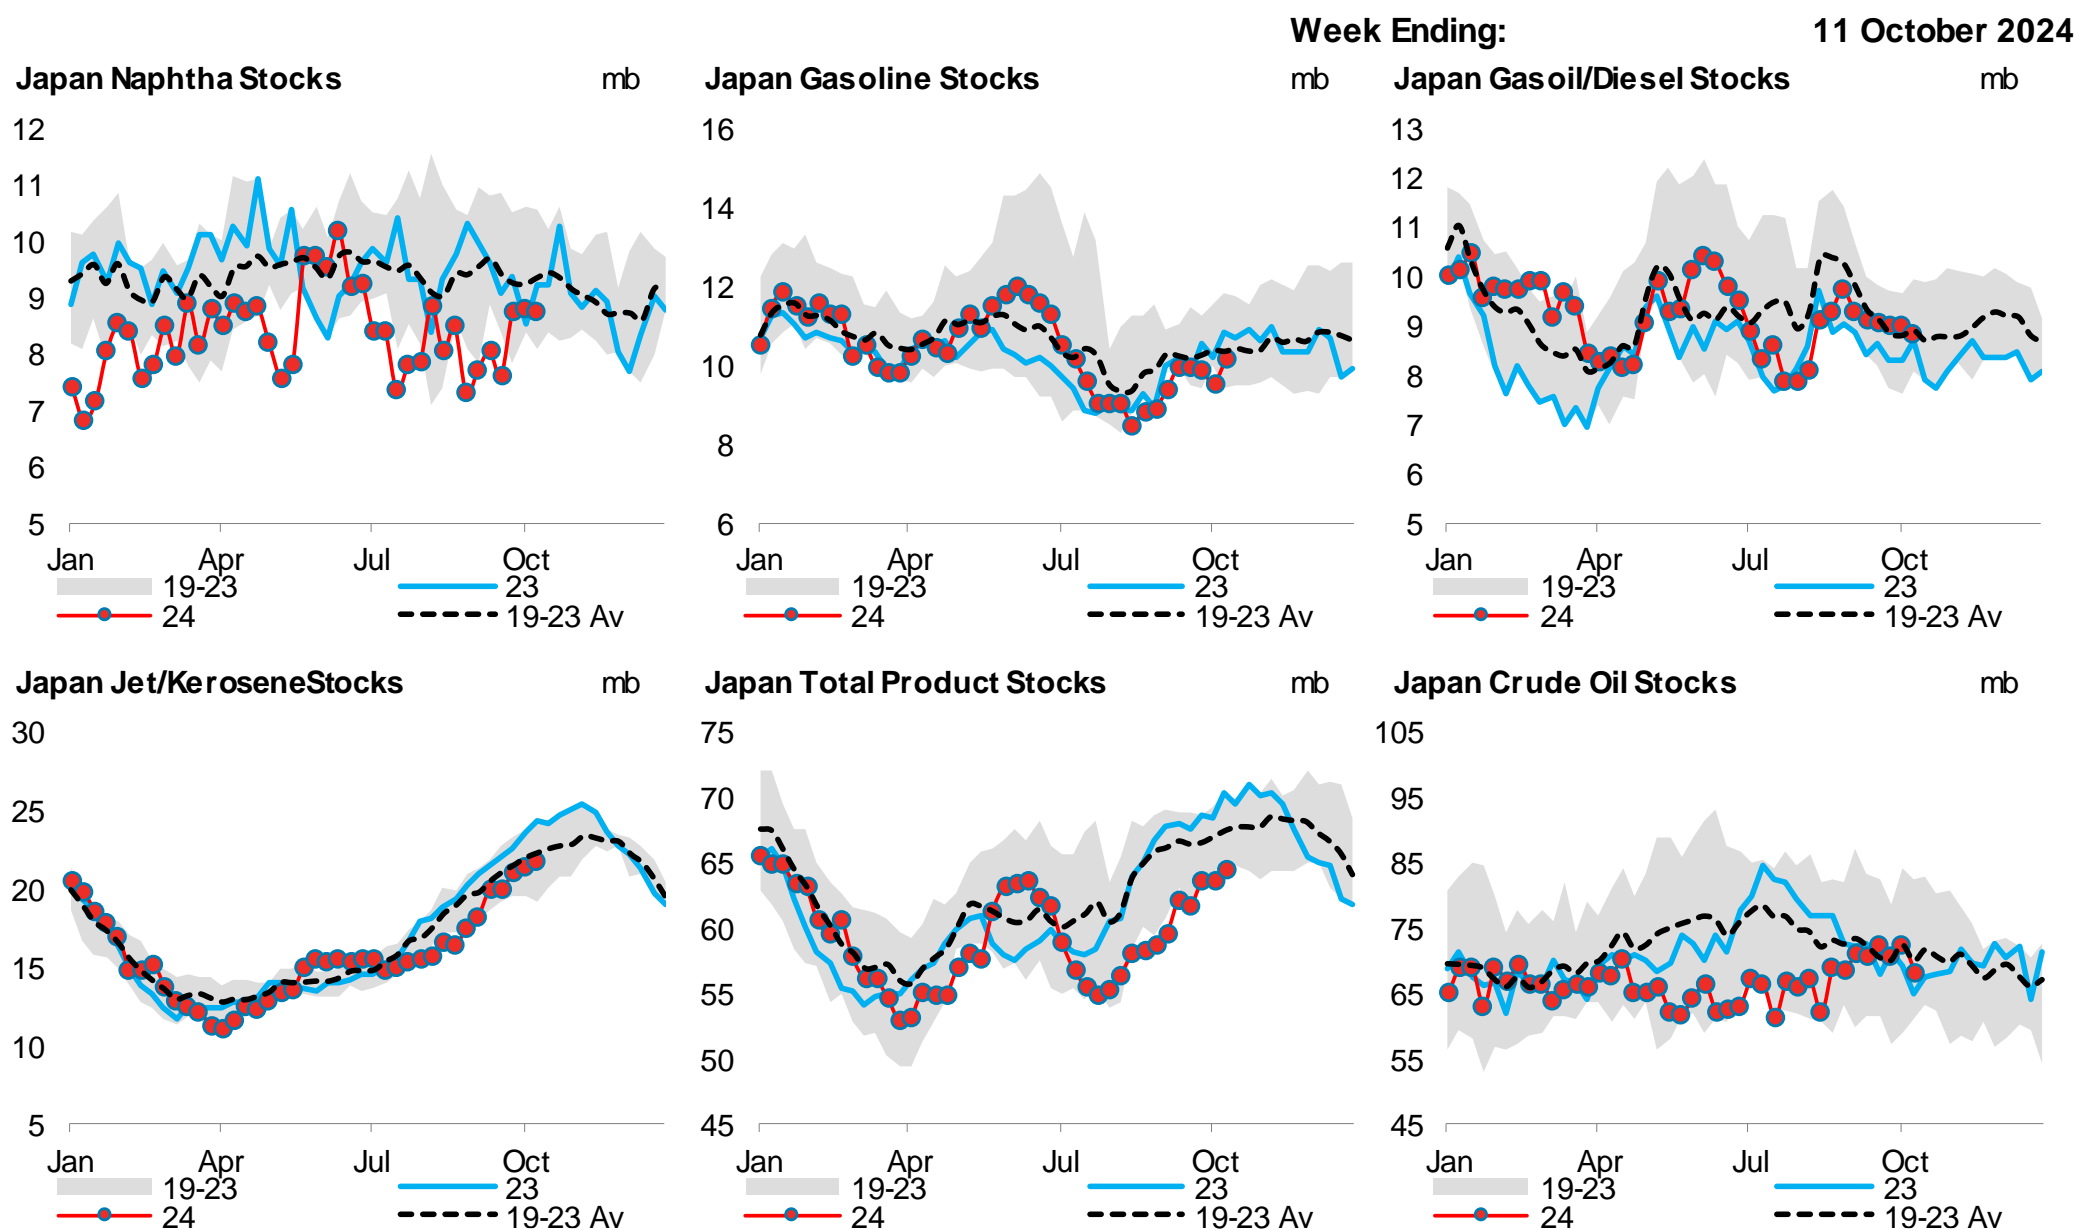 Week Ending: 11 October 2024
Japan Naphtha Stocks mb
12
11
10
9
8
7
6
5
Jan Apr Jul Oct
19-23 23
24 19-23 Av
Japan Gasoline Stocks mb
16
14
12
10
8
6
Jan Apr Jul Oct
19-23 23
24 19-23 Av
Japan Gasoil/Diesel Stocks mb
13
12
11
10
9
8
7
6
5
Jan Apr Jul Oct
19-23 23
24 19-23 Av
Japan Jet/Kerosene Stocks mb
30
25
20
15
10
5
Jan Apr Jul Oct
19-23 23
24 19-23 Av
Japan Total Product Stocks mb
75
70
65
60
55
50
45
Jan Apr Jul Oct
19-23 23
24 19-23 Av
Japan Crude Oil Stocks mb
105
95
85
75
65
55
45
Jan Apr Jul Oct
19-23 23
24 19-23 Av